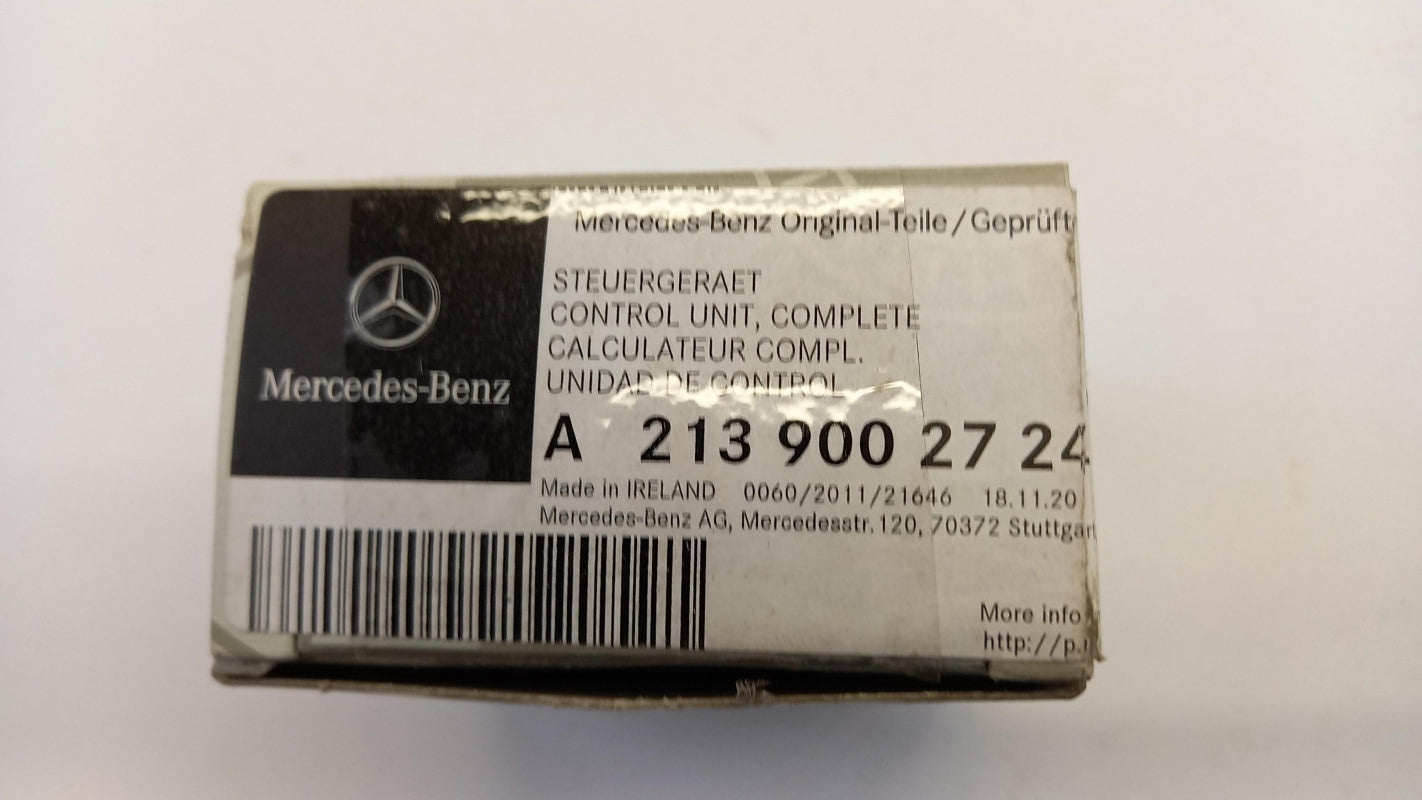 Mercedes-Benz Original-Teile / Geprüft
STEUERGERAET
CONTROL UNIT, COMPLETE
CALCULATEUR COMPL.
UNIDAD DE CONTROL
Mercedes-Benz
A 213 900 27 24
Made in IRELAND 0060/2011/21646 18.11.20
Mercedes-Benz AG, Mercedesstr. 120, 70372 Stuttgart
More info
http://p.